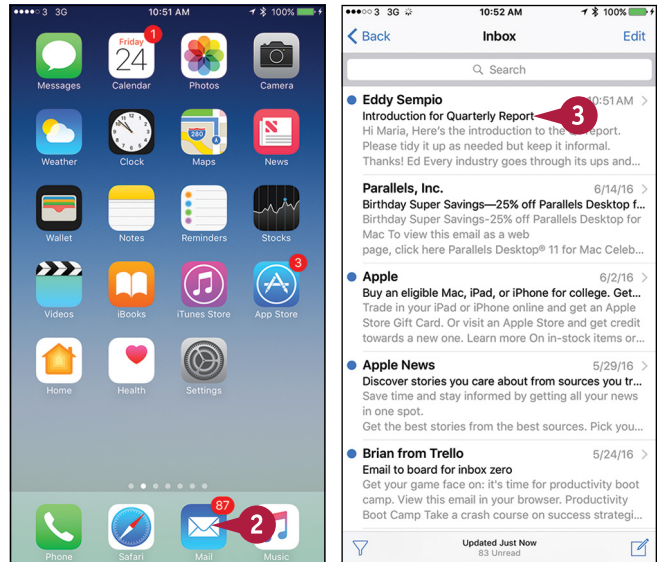 3 3G 10:51 AM 100%
Friday
24
1
Calendar
Messages
Photos
Camera
Weather
Clock
280
Maps
News
Wallet
Notes
Reminders
Stocks
Videos
iBooks
iTunes Store
3
App Store
Home
Health
Settings
87
2
Phone
Safari
Mail
Music
3 3G 10:52 AM 100%
Back Inbox Edit
Search
Eddy Sempio 10:51 AM
Introduction for Quarterly Report
3
Hi Maria, Here's the introduction to the report.
Please tidy it up as needed but keep it informal.
Thanks! Ed Every industry goes through its ups and...
Parallels, Inc. 6/14/16
Birthday Super Savings—25% off Parallels Desktop f...
Birthday Super Savings-25% off Parallels Desktop for
Mac To view this email as a web
page, click here Parallels Desktop® 11 for Mac Celeb...
Apple 6/2/16
Buy an eligible Mac, iPad, or iPhone for college. Get...
Trade in your iPad or iPhone online and get an Apple
Store Gift Card. Or visit an Apple Store and get credit
towards a new one. Learn more On in-stock items or...
Apple News 5/29/16
Discover stories you care about from sources you tr...
Save time and stay informed by getting all your news
in one spot.
Get the best stories from the best sources. Pick you...
Brian from Trello 5/24/16
Email to board for inbox zero
Get your game face on: it's time for productivity boot
camp. View this email in your browser. Productivity
Boot Camp Take a crash course on success strategi...
Updated Just Now
83 Unread